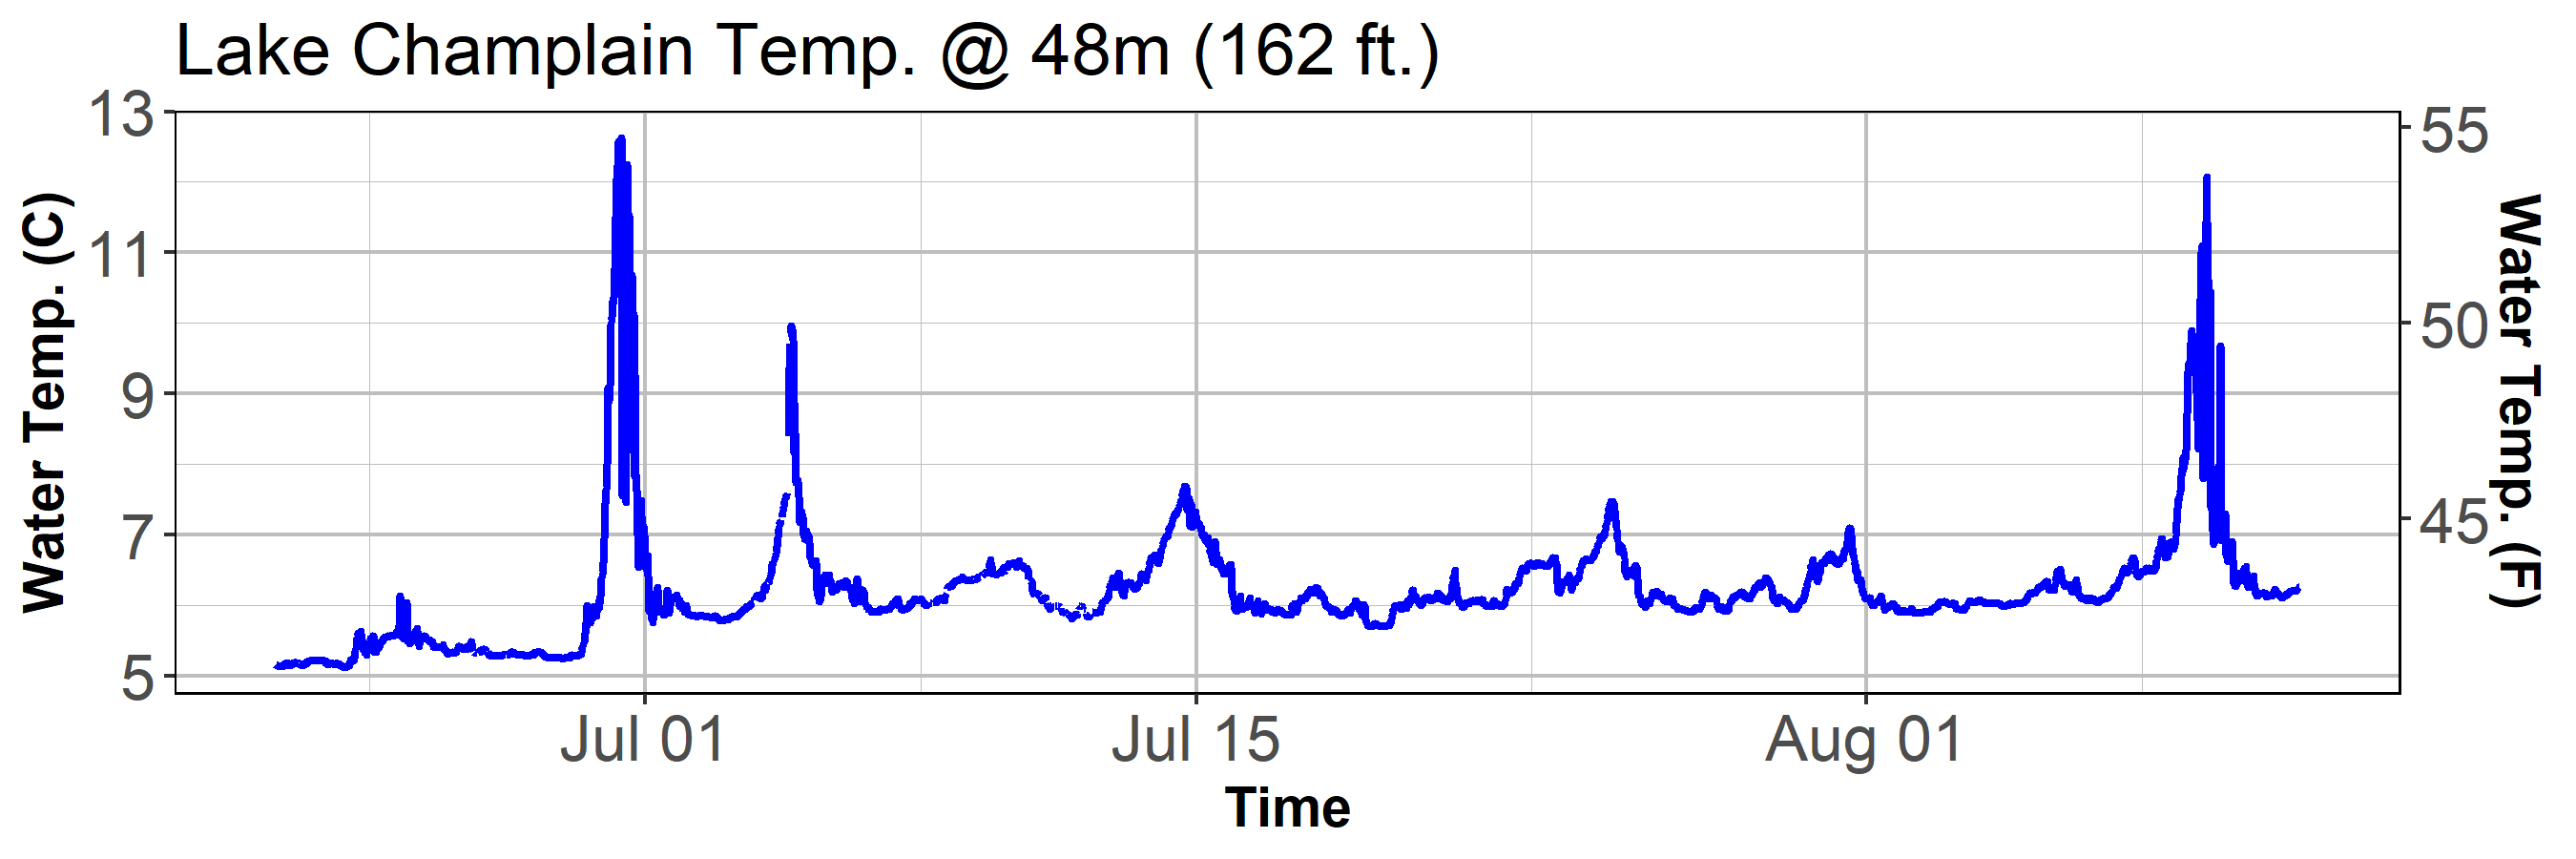 Lake Champlain Temp. @ 48m (162 ft.)
Water Temp. (C)
13
11
9
7
5
55
50
45
Water Temp. (F)
Jul 01
Jul 15
Aug 01
Time